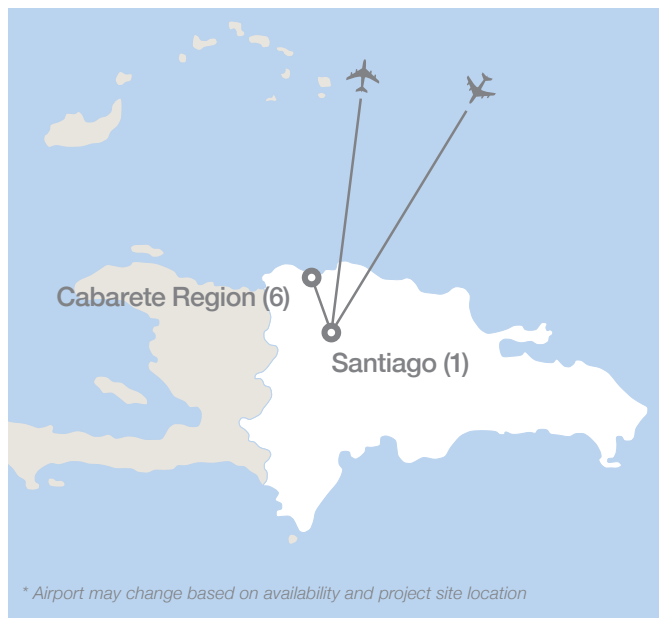 Cabarete Region (6)
Santiago (1)
* Airport may change based on availability and project site location